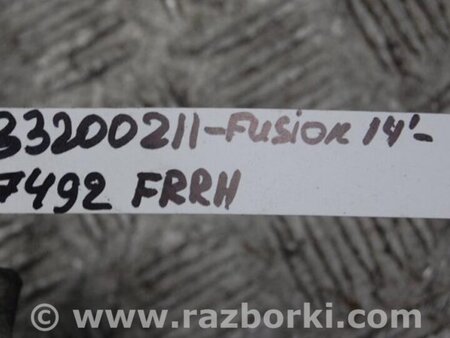 33200211-Fusion 14'-
7492 FRRH
© www.razborki.com